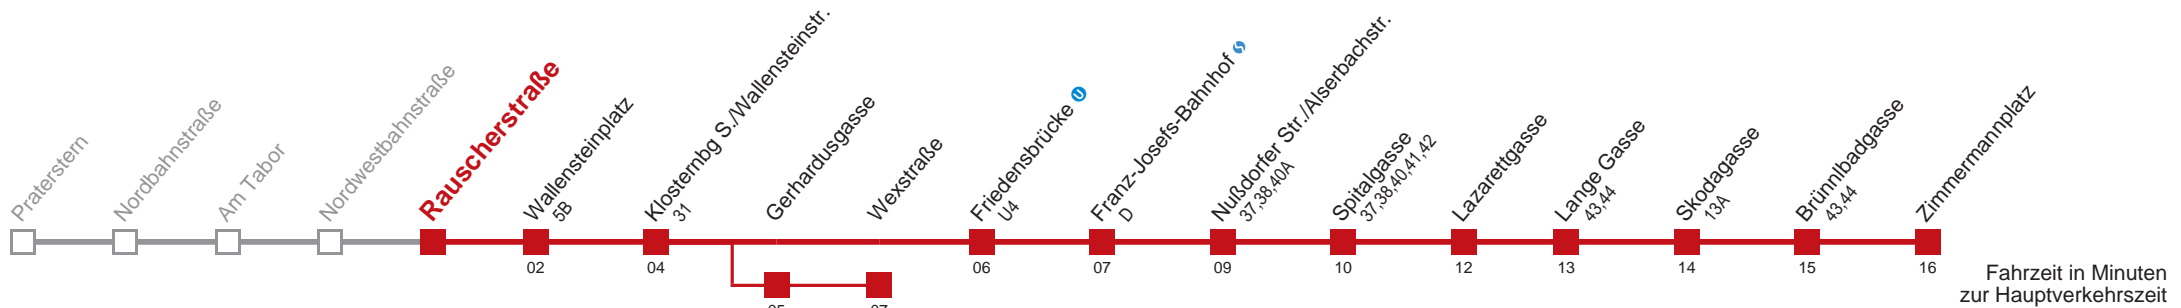 Praterstern
Nordbahnstraße
Am Tabor
Nordwestbahnstraße
Rauscherstraße
Wallensteinplatz
5B
Klosternbg S./Wallensteinstr.
31
Gerhardusgasse
Wexstraße
Friedensbrücke U
U4
Franz-Josefs-Bahnhof S
D
Nußdorfer Str./Alserbachstr.
37,38,40A
Spitalgasse
37,38,40,41,42
Lazarettgasse
Lange Gasse
43,44
Skodagasse
13A
Brünnlbadgasse
43,44
Zimmermannplatz
02
04
06
07
09
10
12
13
14
15
16
Fahrzeit in Minuten
zur Hauptverkehrszeit